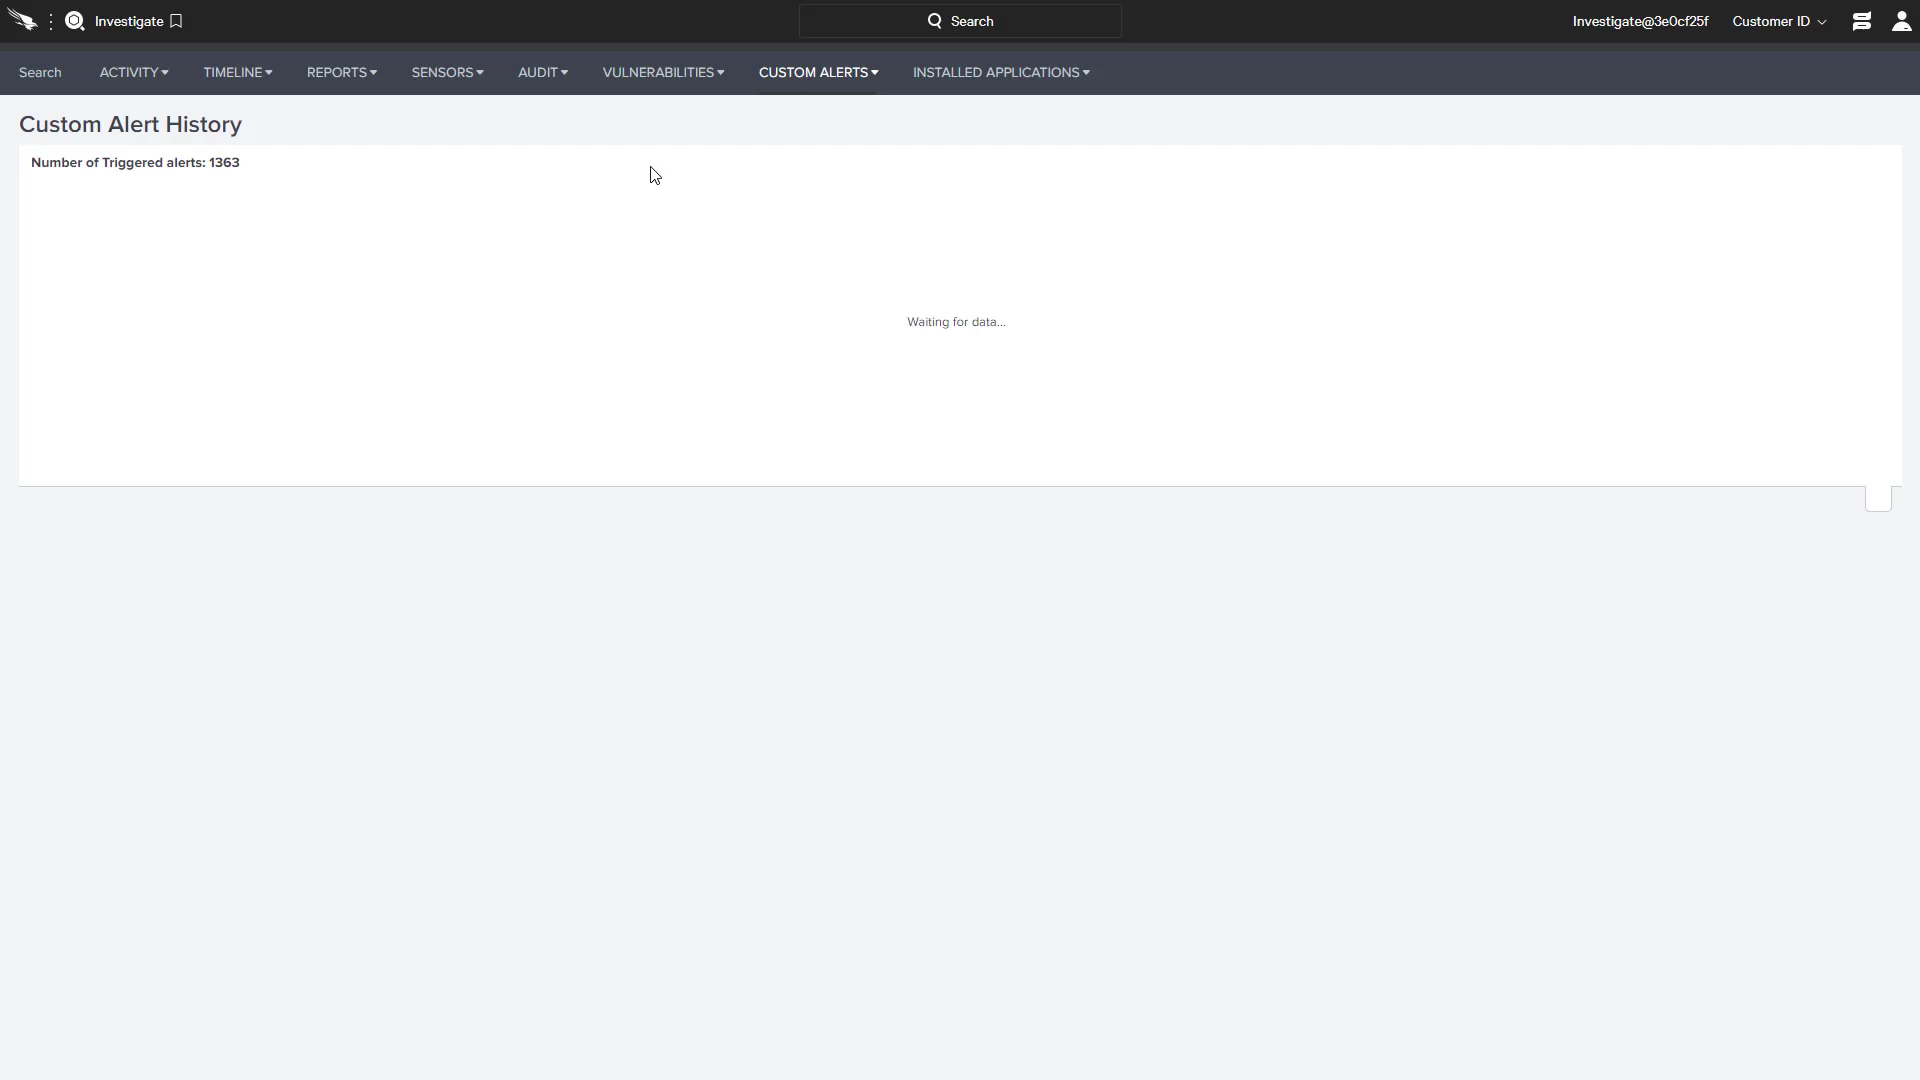 Investigate
Search
Investigate@3e0cf25f
Customer ID
Search
ACTIVITY
TIMELINE
REPORTS
SENSORS
AUDIT
VULNERABILITIES
CUSTOM ALERTS
INSTALLED APPLICATIONS
Custom Alert History
Number of Triggered alerts: 1363
Waiting for data...